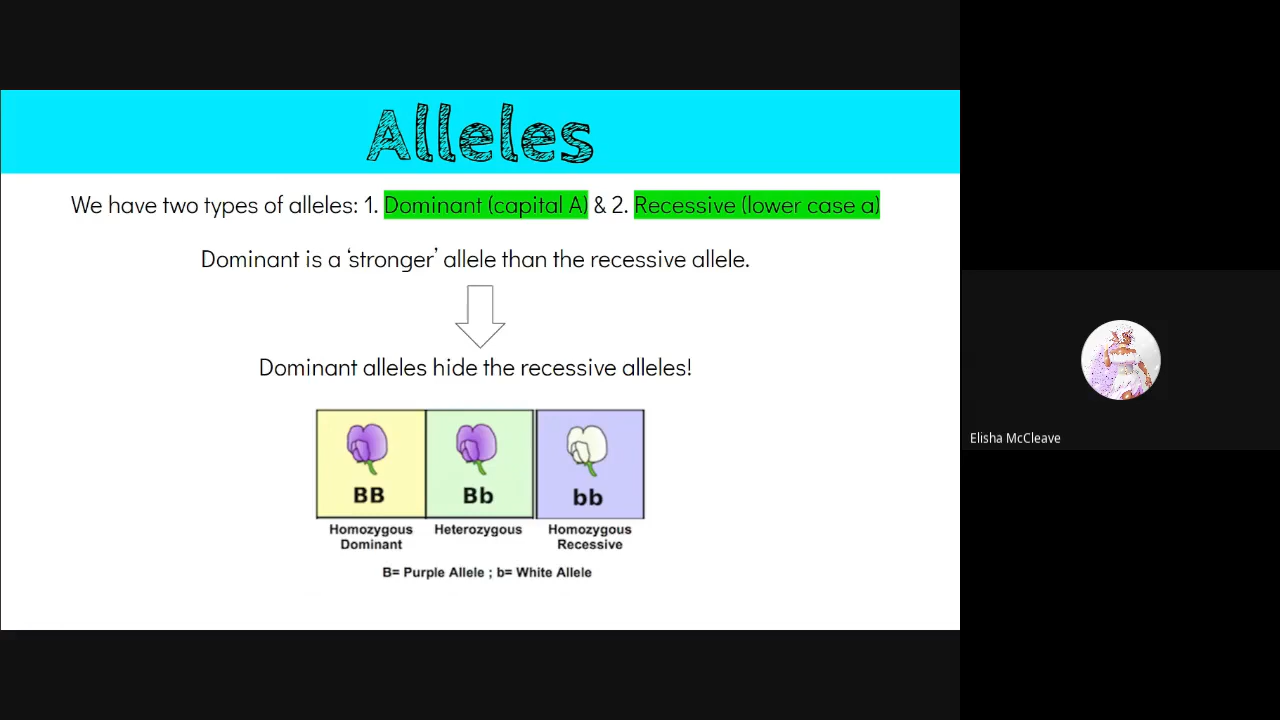 Alleles
We have two types of alleles: 1. Dominant (capital A) & 2. Recessive (lower case a)
Dominant is a ‘stronger’ allele than the recessive allele.
Dominant alleles hide the recessive alleles!
BB Bb bb
Homozygous Dominant Heterozygous Homozygous Recessive
B= Purple Allele ; b= White Allele
Elisha McCleave